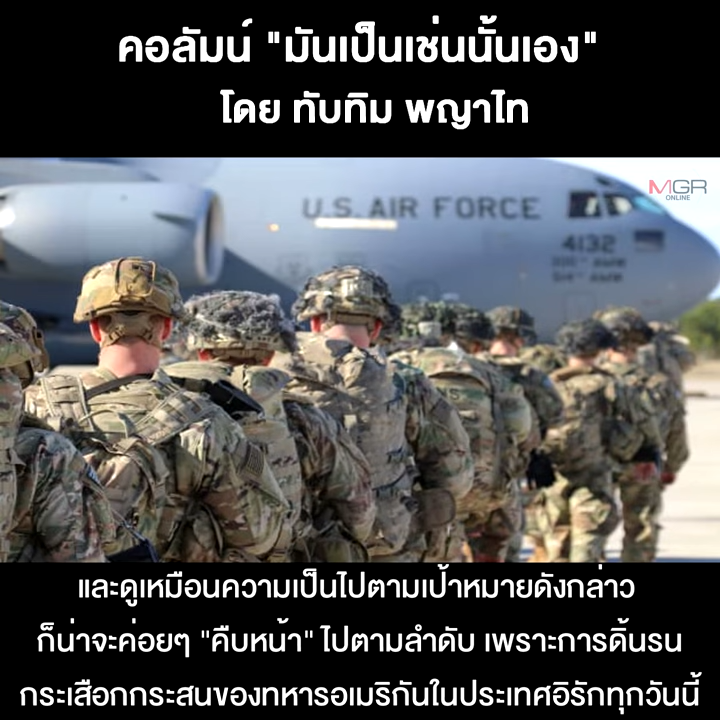 คอลัมน์ "มันเป็นเช่นนั้นเอง"
โดย ทับทิม พญาไท
MGR
ONLINE
U.S. AIR FORCE
4132
และดูเหมือนความเป็นไปตามเป้าหมายดังกล่าว
ก็น่าจะค่อยๆ "คืบหน้า" ไปตามลำดับ เพราะการดิ้นรน
กระเสือกกระสนของทหารอเมริกันในประเทศอิรักทุกวันนี้